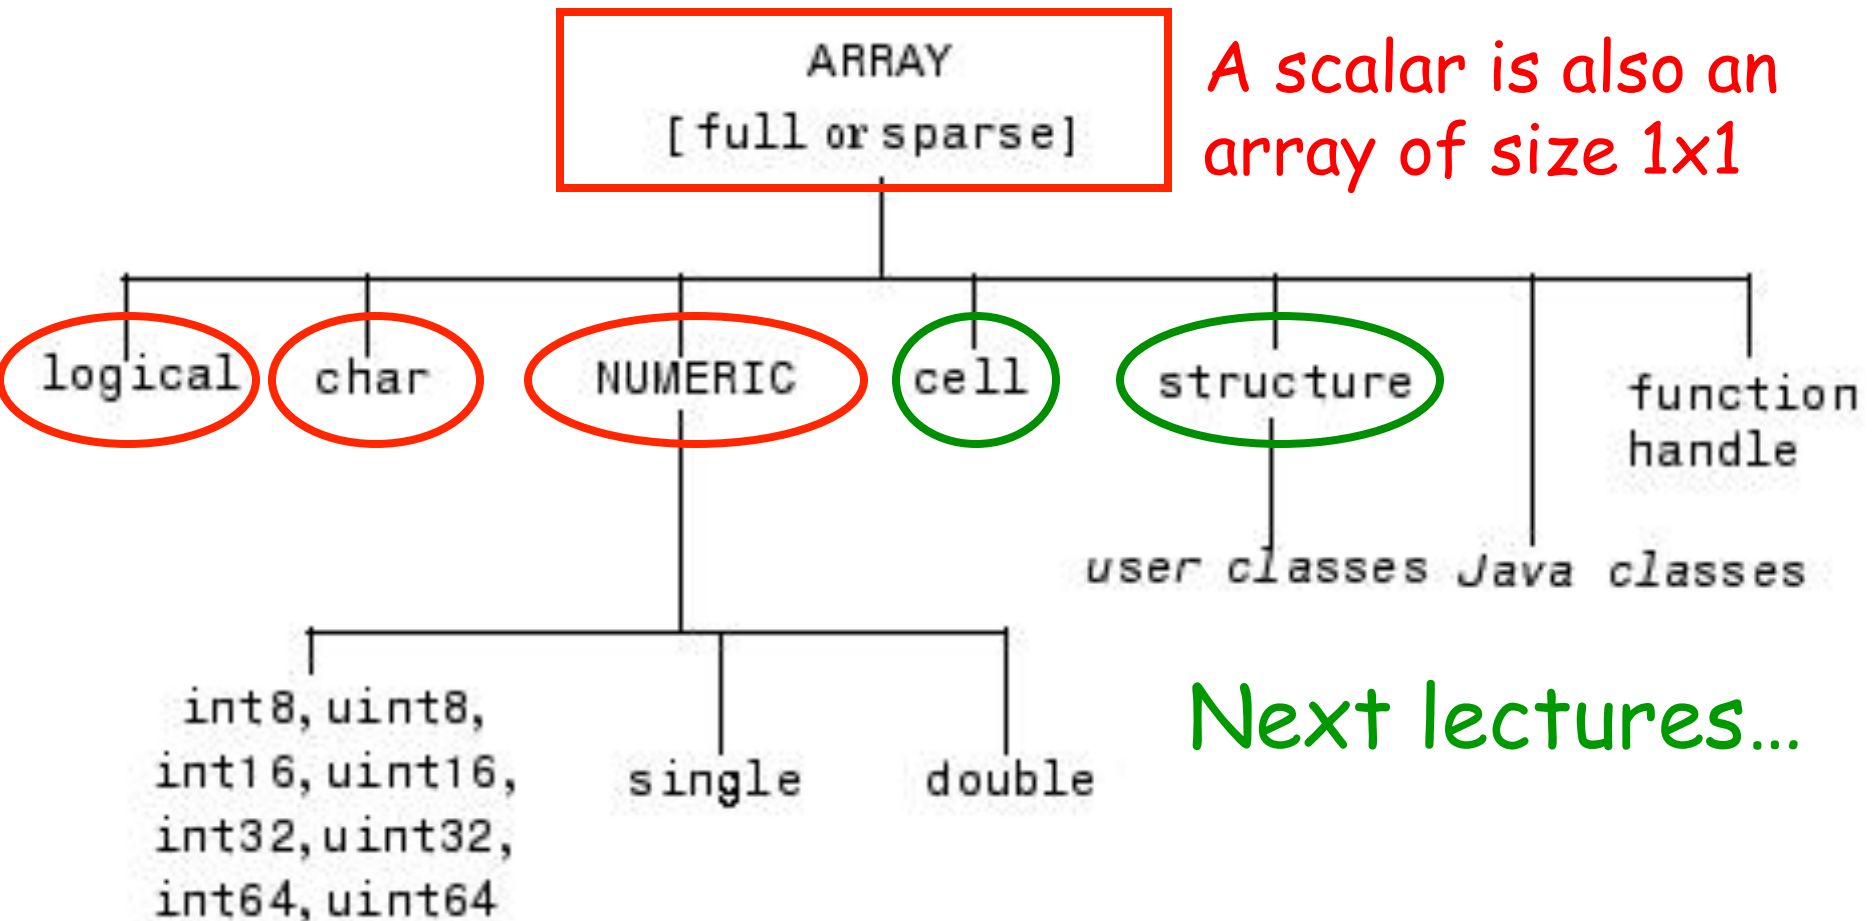 ARRAY
[full or sparse]
A scalar is also an
array of size 1x1
logical
char
NUMERIC
cell
structure
function
handle
user classes
Java classes
int8, uint8,
int16, uint16,
int32, uint32,
int64, uint64
single
double
Next lectures...